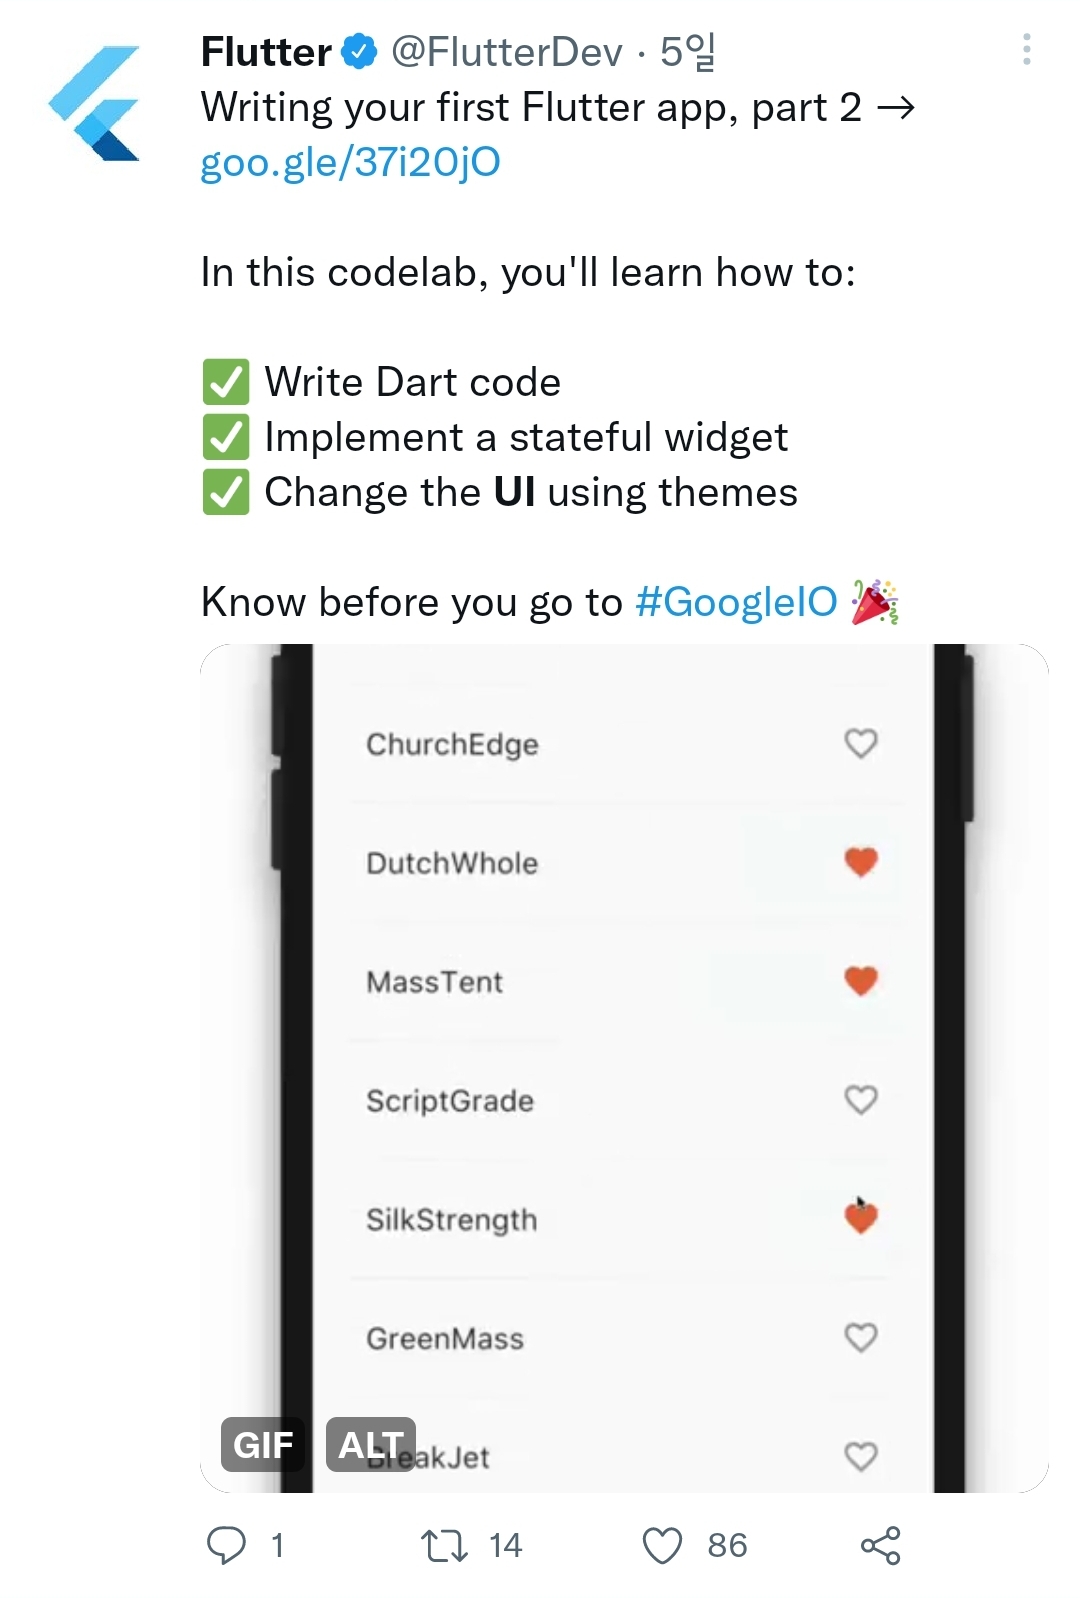 Flutter @FlutterDev · 5일
Writing your first Flutter app, part 2 →
goo.gle/37i20jO
In this codelab, you'll learn how to:
✅ Write Dart code
✅ Implement a stateful widget
✅ Change the UI using themes
Know before you go to #GoogleIO 🎉
ChurchEdge
DutchWhole
MassTent
ScriptGrade
SilkStrength
GreenMass
BreakJet
GIF ALT
1 14 86